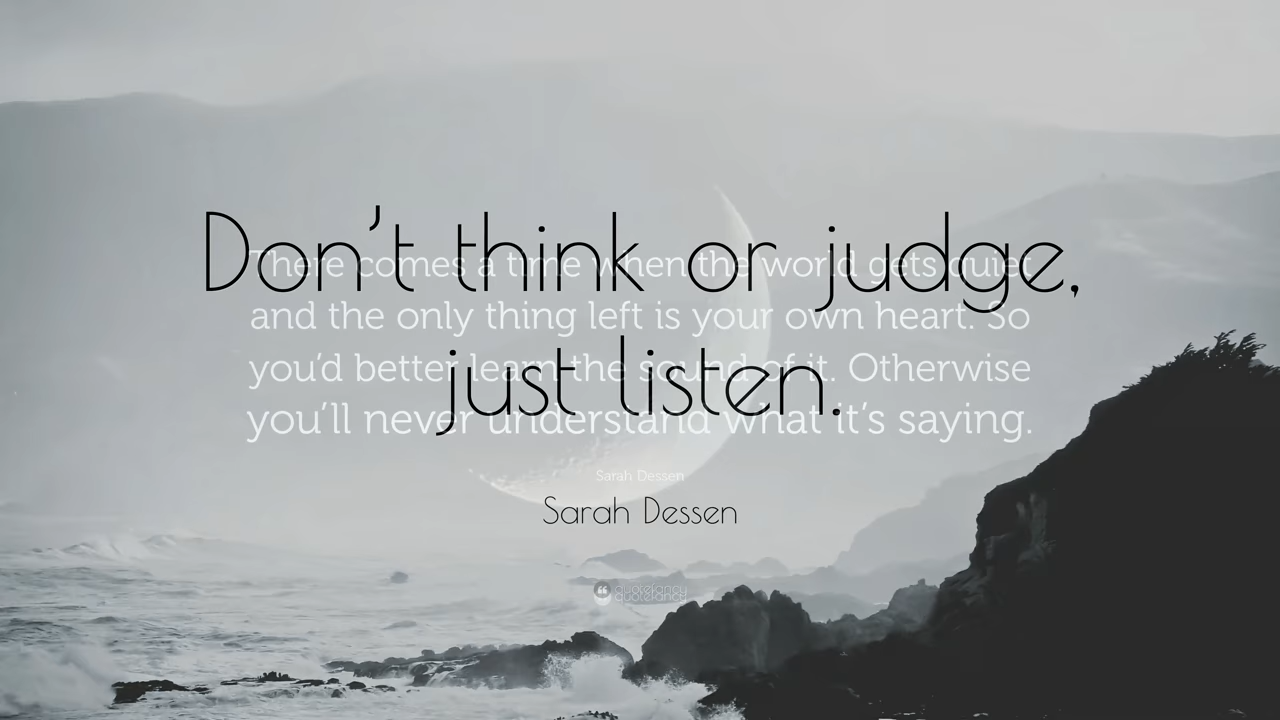 Don't think or judge,
just listen.
There comes a time when the world gets quiet
and the only thing left is your own heart. So
you'd better learn the sound of it. Otherwise
you'll never understand what it's saying.
Sarah Dessen
Sarah Dessen
quotefancy
quotefancy